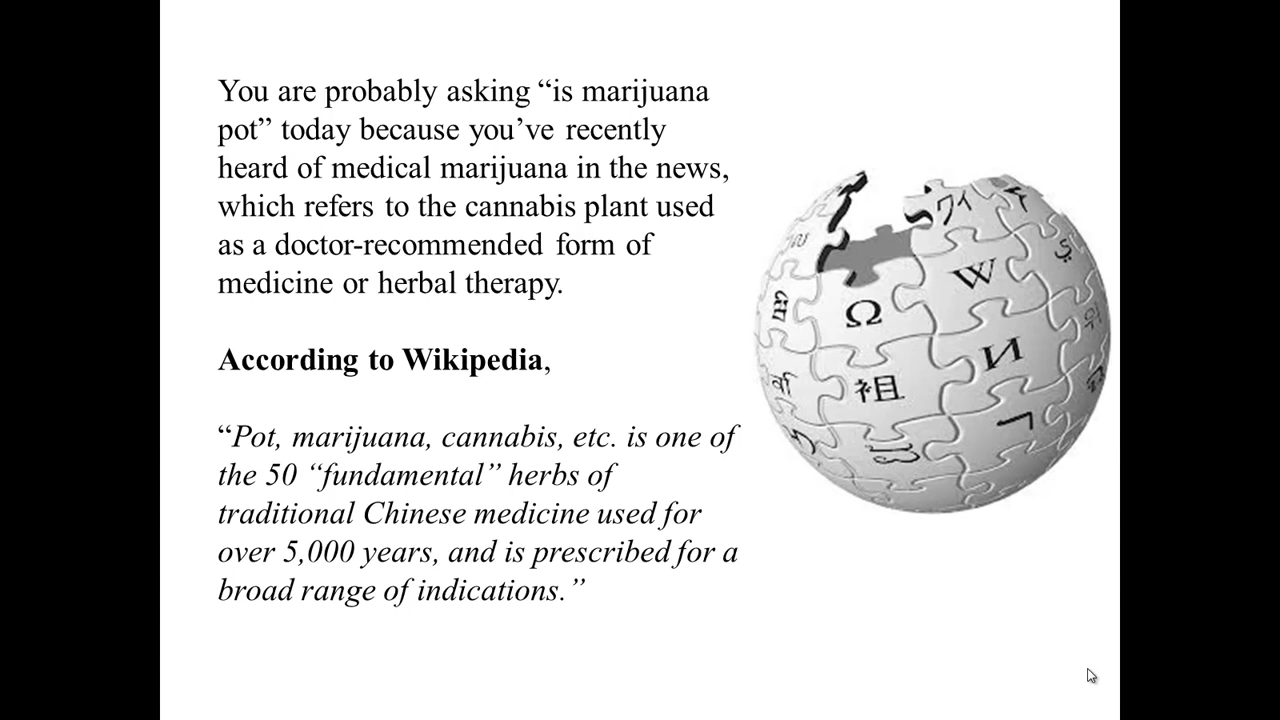 You are probably asking “is marijuana
pot” today because you’ve recently
heard of medical marijuana in the news,
which refers to the cannabis plant used
as a doctor-recommended form of
medicine or herbal therapy.
According to Wikipedia,
“Pot, marijuana, cannabis, etc. is one of
the 50 “fundamental” herbs of
traditional Chinese medicine used for
over 5,000 years, and is prescribed for a
broad range of indications.”
ワィ
W
Ω
И
祖